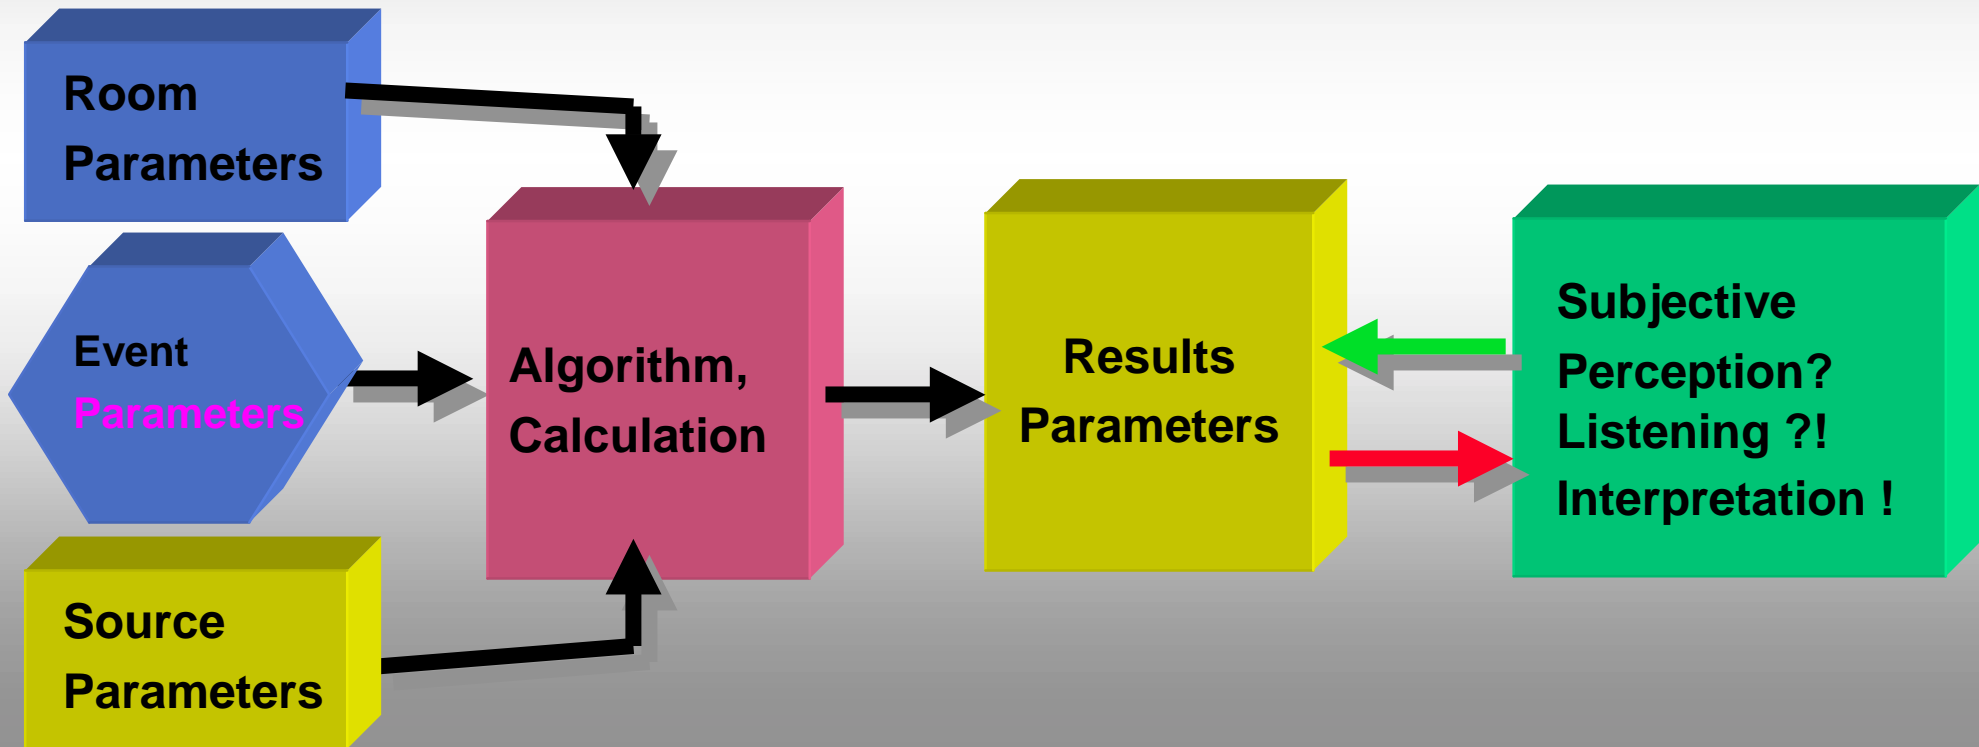 Room
Parameters
Event
Parameters
Source
Parameters
Algorithm,
Calculation
Results
Parameters
Subjective
Perception?
Listening ?!
Interpretation !